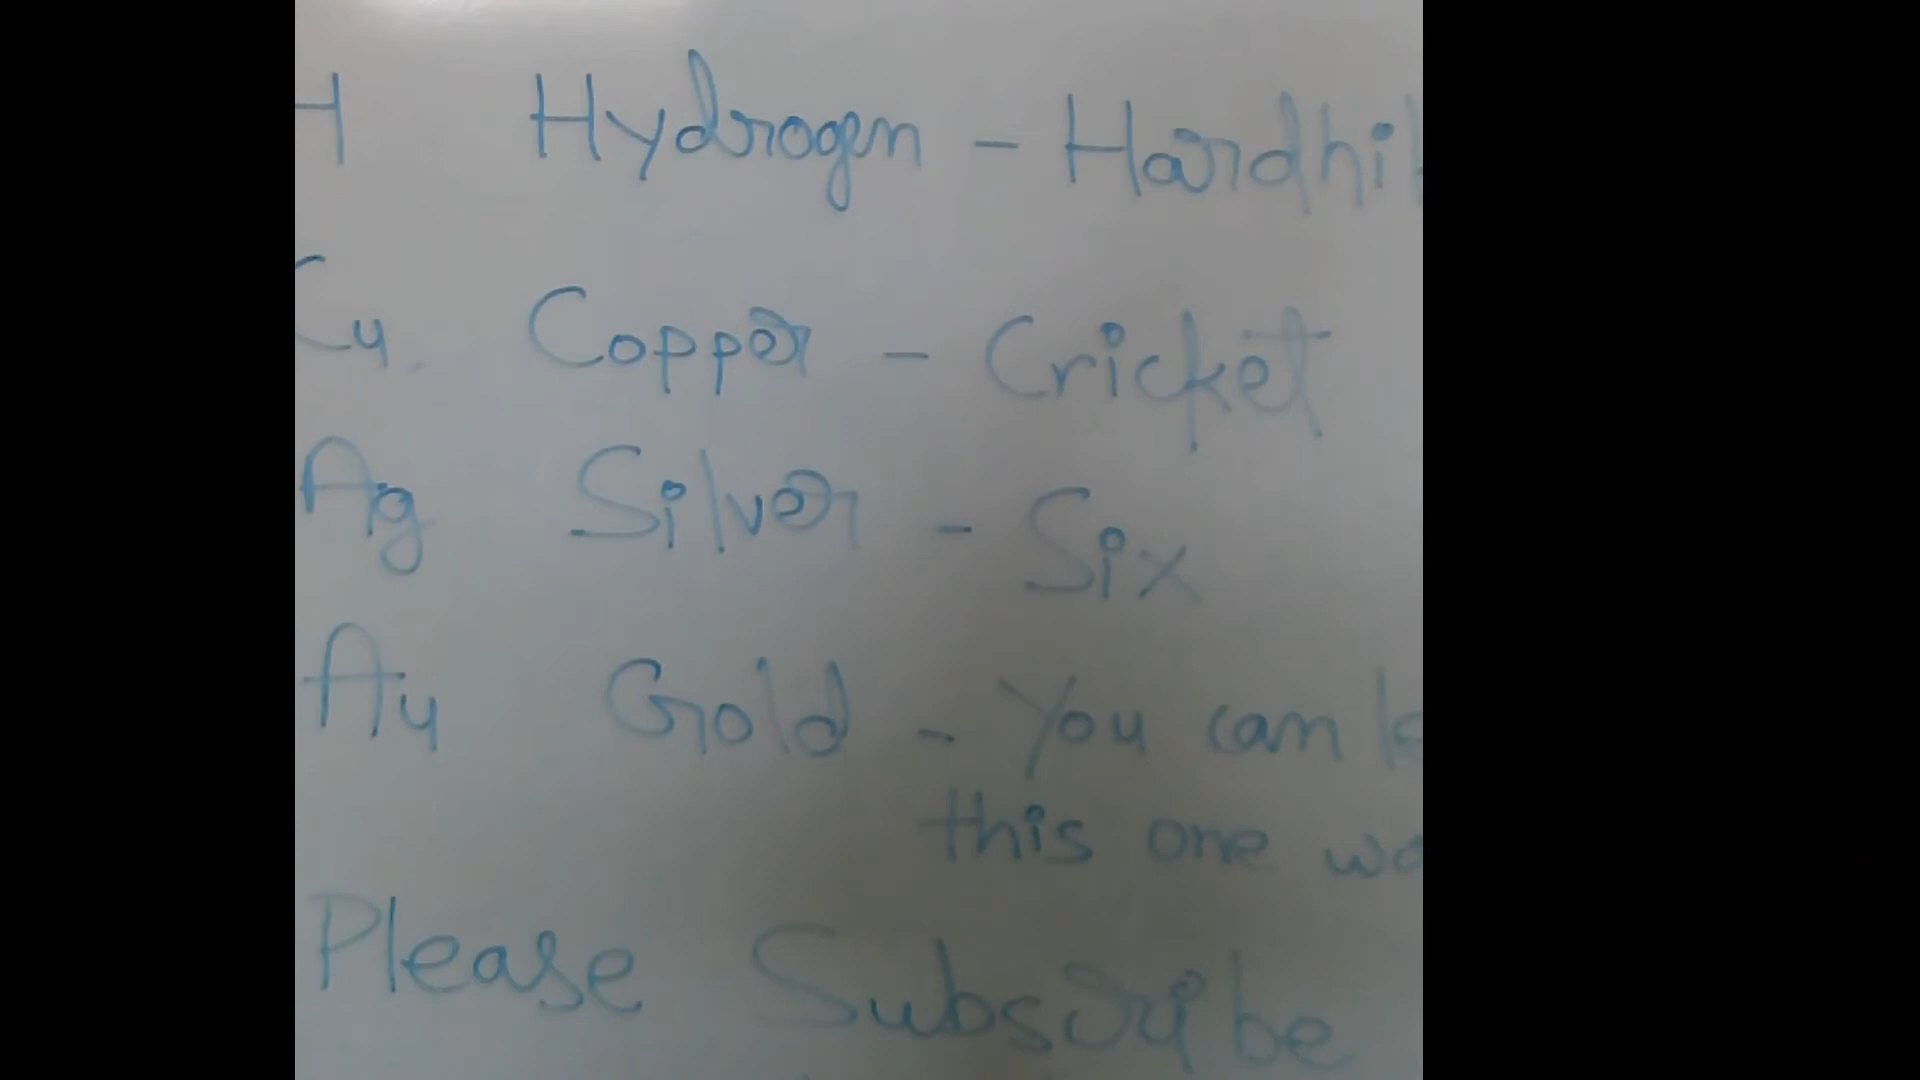 H Hydrogen - Hardhi
Cu Copper - Cricket
Ag Silver - Six
Au Gold - You can
this one
Please Subscribe